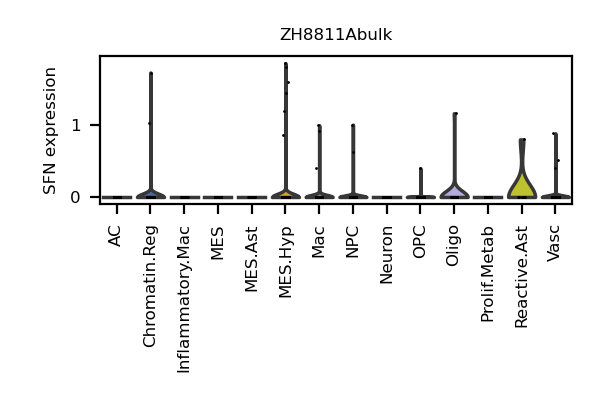 ZH8811Abulk
SFN expression
1
0
AC
Chromatin.Reg
Inflammatory.Mac
MES
MES.Ast
MES.Hyp
Mac
NPC
Neuron
OPC
Oligo
Prolif.Metab
Reactive.Ast
Vasc